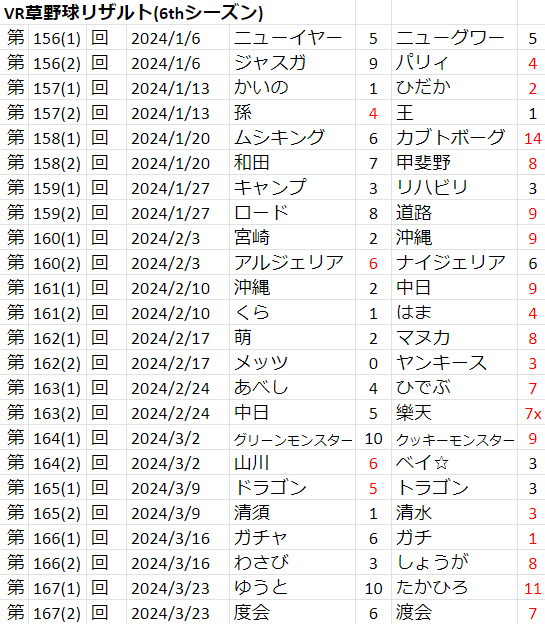 VR草野球リザルト(6thシーズン)
第 156(1) 回 2024/1/6 ニューイヤー 5 ニューグワー 5
第 156(2) 回 2024/1/6 ジャスガ 9 パリィ 4
第 157(1) 回 2024/1/13 かいの 1 ひだか 2
第 157(2) 回 2024/1/13 孫 4 王 1
第 158(1) 回 2024/1/20 ムシキング 6 カブトボーグ 14
第 158(2) 回 2024/1/20 和田 7 甲斐野 8
第 159(1) 回 2024/1/27 キャンプ 3 リハビリ 3
第 159(2) 回 2024/1/27 ロード 8 道路 9
第 160(1) 回 2024/2/3 宮崎 2 沖縄 9
第 160(2) 回 2024/2/3 アルジェリア 6 ナイジェリア 6
第 161(1) 回 2024/2/10 沖縄 2 中日 9
第 161(2) 回 2024/2/10 くら 1 はま 4
第 162(1) 回 2024/2/17 萌 2 マヌカ 8
第 162(2) 回 2024/2/17 メッツ 0 ヤンキース 3
第 163(1) 回 2024/2/24 あべし 4 ひでぶ 7
第 163(2) 回 2024/2/24 中日 5 樂天 7x
第 164(1) 回 2024/3/2 グリーンモンスター 10 クッキーモンスター 9
第 164(2) 回 2024/3/2 山川 6 ベイ☆ 3
第 165(1) 回 2024/3/9 ドラゴン 5 トラゴン 3
第 165(2) 回 2024/3/9 清須 1 清水 3
第 166(1) 回 2024/3/16 ガチャ 6 ガチ 1
第 166(2) 回 2024/3/16 わさび 3 しょうが 8
第 167(1) 回 2024/3/23 ゆうと 10 たかひろ 11
第 167(2) 回 2024/3/23 度会 6 渡会 7